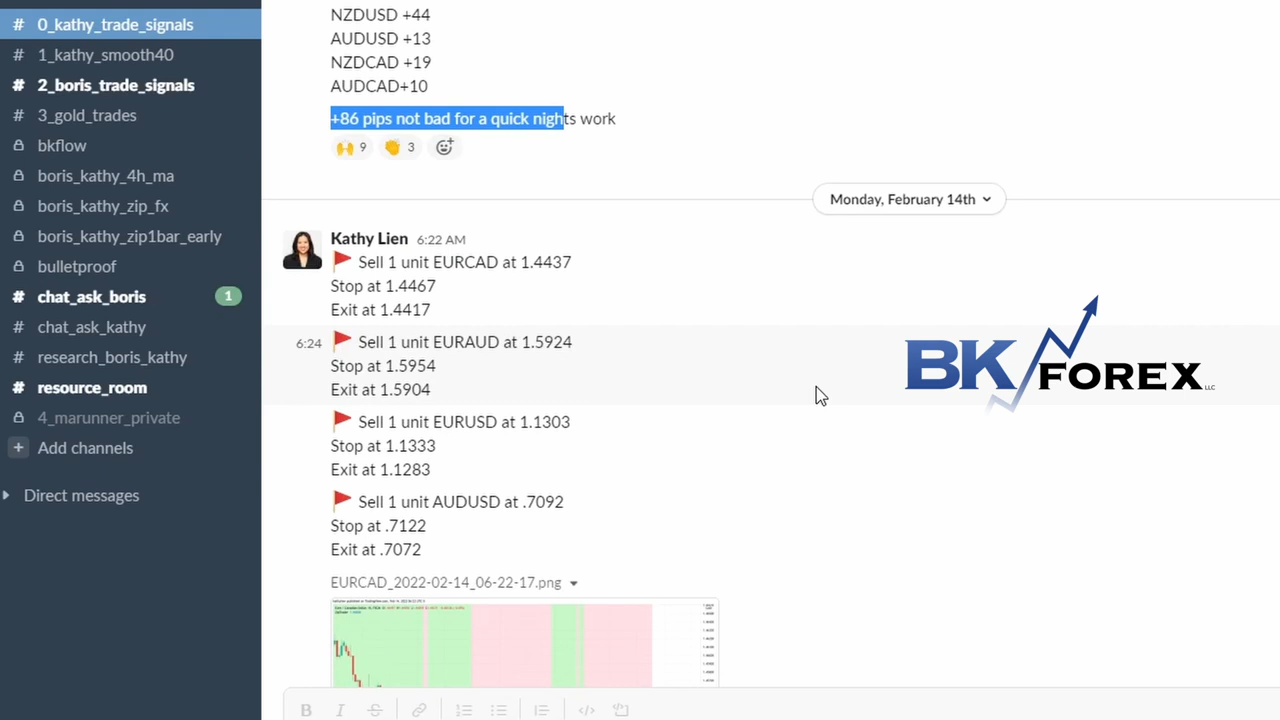 # 0_kathy_trade_signals
# 1_kathy_smooth40
# 2_boris_trade_signals
# 3_gold_trades
bkflow
boris_kathy_4h_ma
boris_kathy_zip_fx
boris_kathy_zip1bar_early
bulletproof
# chat_ask_boris 1
# chat_ask_kathy
# research_boris_kathy
# resource_room
4_marunner_private
+ Add channels
Direct messages
NZDUSD +44
AUDUSD +13
NZDCAD +19
AUDCAD+10
+86 pips not bad for a quick nights work
9 3
Monday, February 14th
Kathy Lien 6:22 AM
Sell 1 unit EURCAD at 1.4437
Stop at 1.4467
Exit at 1.4417
6:24 Sell 1 unit EURAUD at 1.5924
Stop at 1.5954
Exit at 1.5904
Sell 1 unit EURUSD at 1.1303
Stop at 1.1333
Exit at 1.1283
Sell 1 unit AUDUSD at .7092
Stop at .7122
Exit at .7072
EURCAD_2022-02-14_06-22-17.png
BK FOREX LLC
B I S </>